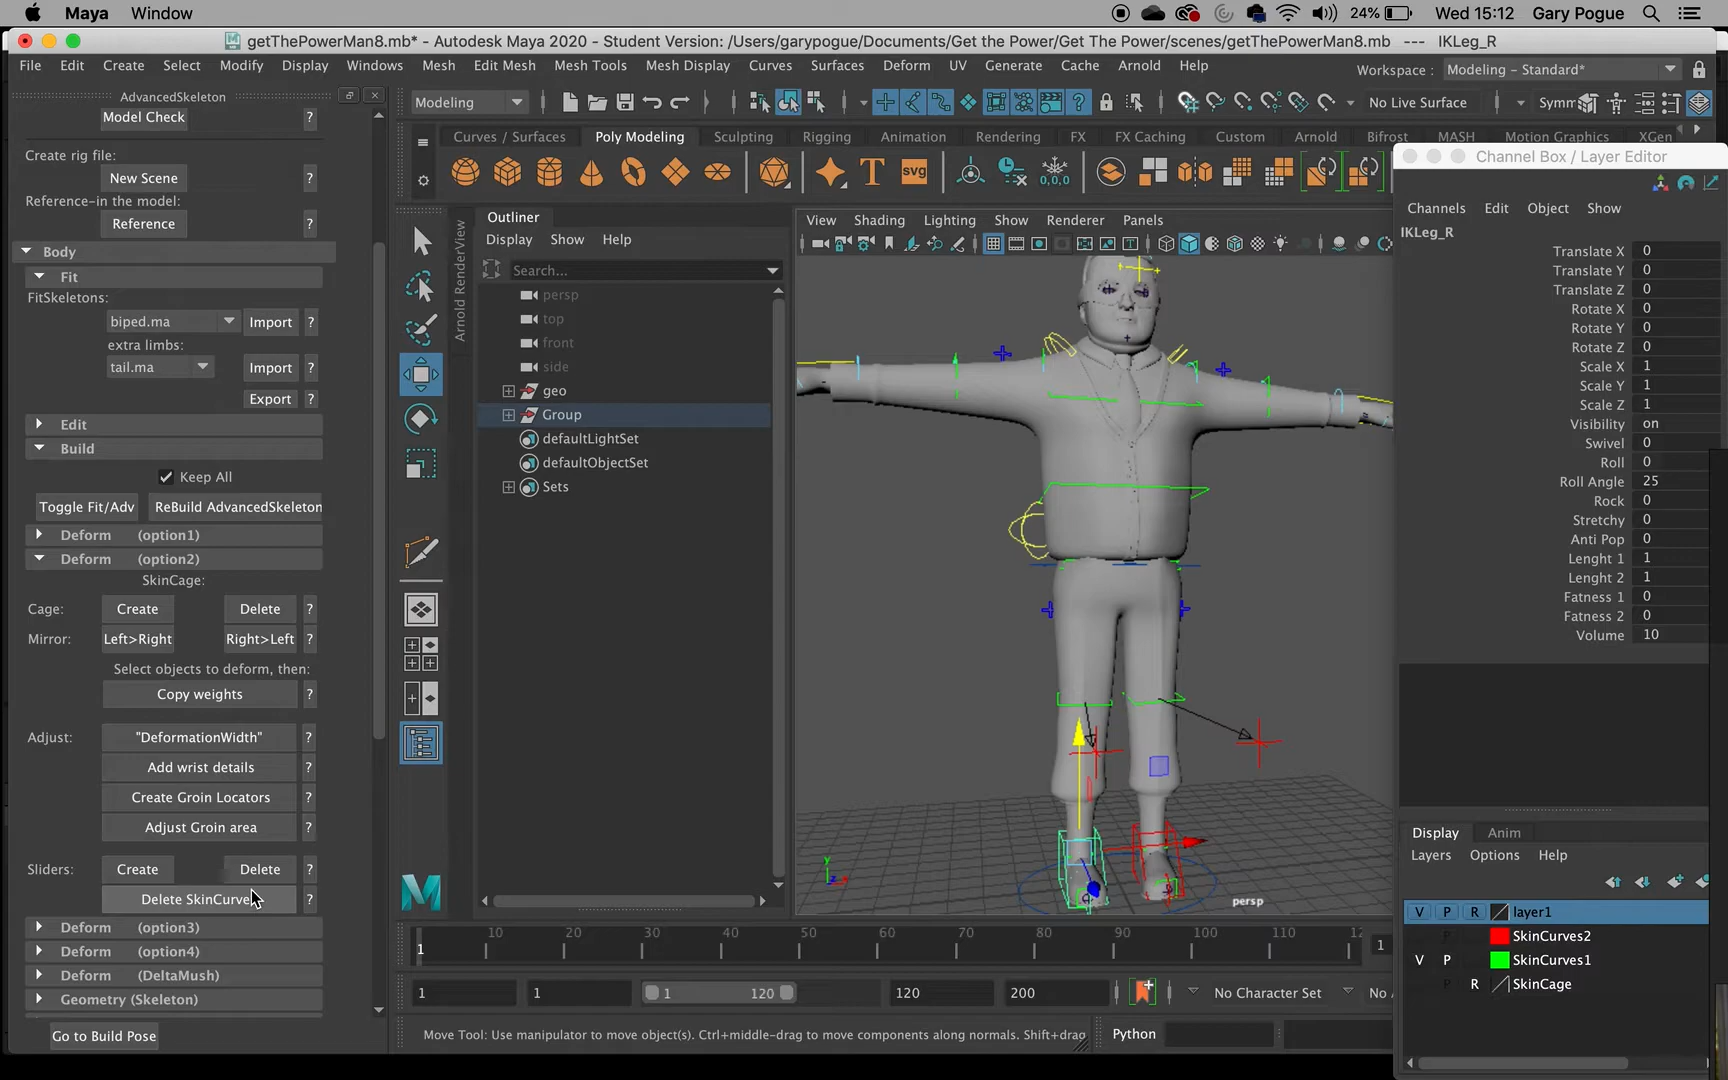 Maya Window 24% Wed 15:12 Gary Pogue
getThePowerMan8.mb* - Autodesk Maya 2020 - Student Version: /Users/garypogue/Documents/Get the Power/Get The Power/scenes/getThePowerMan8.mb --- IKLeg_R
File Edit Create Select Modify Display Windows Mesh Edit Mesh Mesh Tools Mesh Display Curves Surfaces Deform UV Generate Cache Arnold Help Workspace : Modeling - Standard*
Modeling No Live Surface Symm
Curves / Surfaces Poly Modeling Sculpting Rigging Animation Rendering FX FX Caching Custom Arnold Bifrost MASH Motion Graphics XGen
T svg 0,0,0
AdvancedSkeleton
Model Check ?
Create rig file:
New Scene ?
Reference-in the model:
Reference ?
Body
Fit
FitSkeletons:
biped.ma Import ?
extra limbs:
tail.ma Import ?
Export ?
Edit
Build
Keep All
Toggle Fit/Adv ReBuild AdvancedSkeleton
Deform (option1)
Deform (option2)
SkinCage:
Cage: Create Delete ?
Mirror: Left>Right Right>Left ?
Select objects to deform, then:
Copy weights ?
Adjust: "DeformationWidth" ?
Add wrist details ?
Create Groin Locators ?
Adjust Groin area ?
Sliders: Create Delete ?
Delete SkinCurve ?
Deform (option3)
Deform (option4)
Deform (DeltaMush)
Geometry (Skeleton)
Go to Build Pose
Arnold RenderView
Outliner
Display Show Help
Search...
persp
top
front
side
geo
Group
defaultLightSet
defaultObjectSet
Sets
View Shading Lighting Show Renderer Panels
y
persp
Channel Box / Layer Editor
Channels Edit Object Show
IKLeg_R
Translate X 0
Translate Y 0
Translate Z 0
Rotate X 0
Rotate Y 0
Rotate Z 0
Scale X 1
Scale Y 1
Scale Z 1
Visibility on
Swivel 0
Roll 0
Roll Angle 25
Rock 0
Stretchy 0
Anti Pop 0
Lenght 1 1
Lenght 2 1
Fatness 1 0
Fatness 2 0
Volume 10
Display Anim
Layers Options Help
V P R layer1
P SkinCurves2
V P SkinCurves1
R SkinCage
1 10 20 30 40 50 60 70 80 90 100 110 12 1
1 1 1 120 120 200 No Character Set No
Move Tool: Use manipulator to move object(s). Ctrl+middle-drag to move components along normals. Shift+drag Python